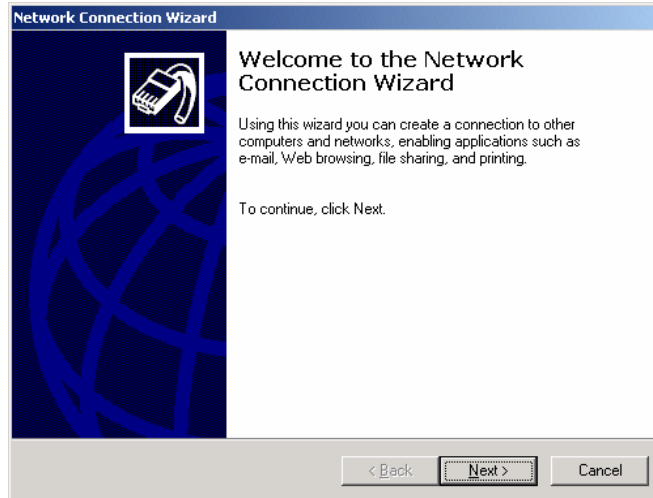 Network Connection Wizard
Welcome to the Network
Connection Wizard
Using this wizard you can create a connection to other
computers and networks, enabling applications such as
e-mail, Web browsing, file sharing, and printing.
To continue, click Next.
< Back Next > Cancel